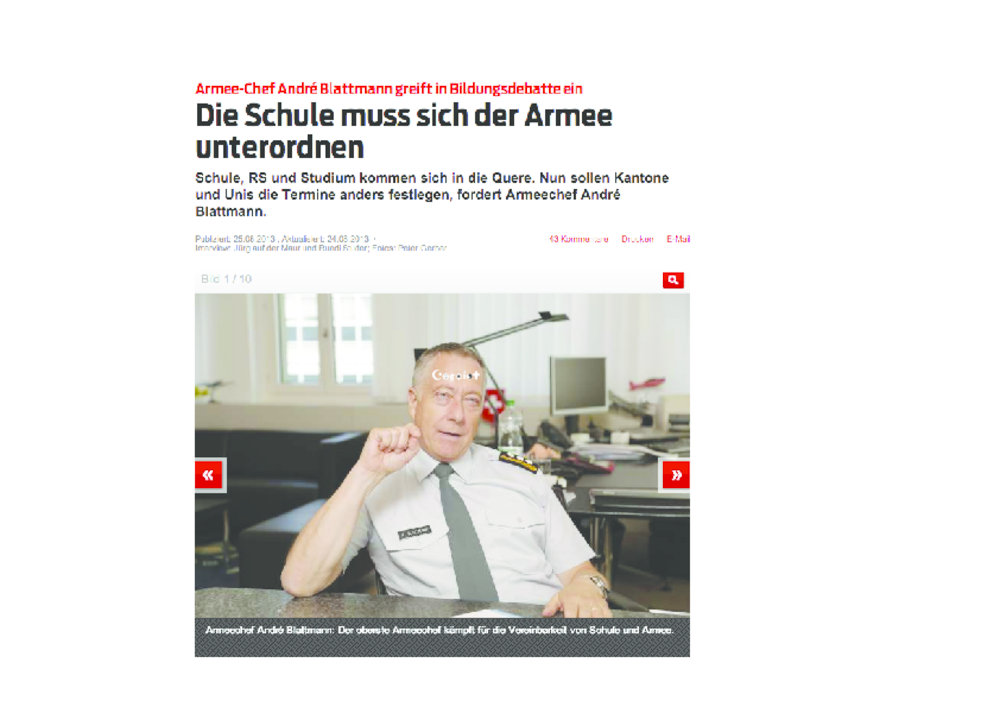 Armee-Chef André Blattmann greift in Bildungsdebatte ein
Die Schule muss sich der Armee
unterordnen
Schule, RS und Studium kommen sich in die Quere. Nun sollen Kantone
und Unis die Termine anders festlegen, fordert Armeechef André
Blattmann.
Publiziert: 25.08.2013, Aktualisiert: 24.08.2013
43 Kommentare Drucken E-Mail
Interview: Jürg auf der Maur und Ruedi Studer; Fotos: Peter Gerber
Bild 1 / 10
Armeechef André Blattmann: Der oberste Armeechef kämpft für die Vereinbarkeit von Schule und Armee.